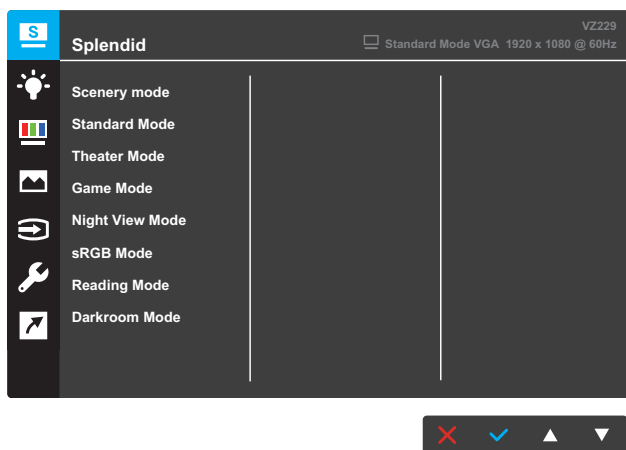 S
VZ229
Splendid
Standard Mode VGA 1920 x 1080 @ 60Hz
Scenery mode
Standard Mode
Theater Mode
Game Mode
Night View Mode
sRGB Mode
Reading Mode
Darkroom Mode